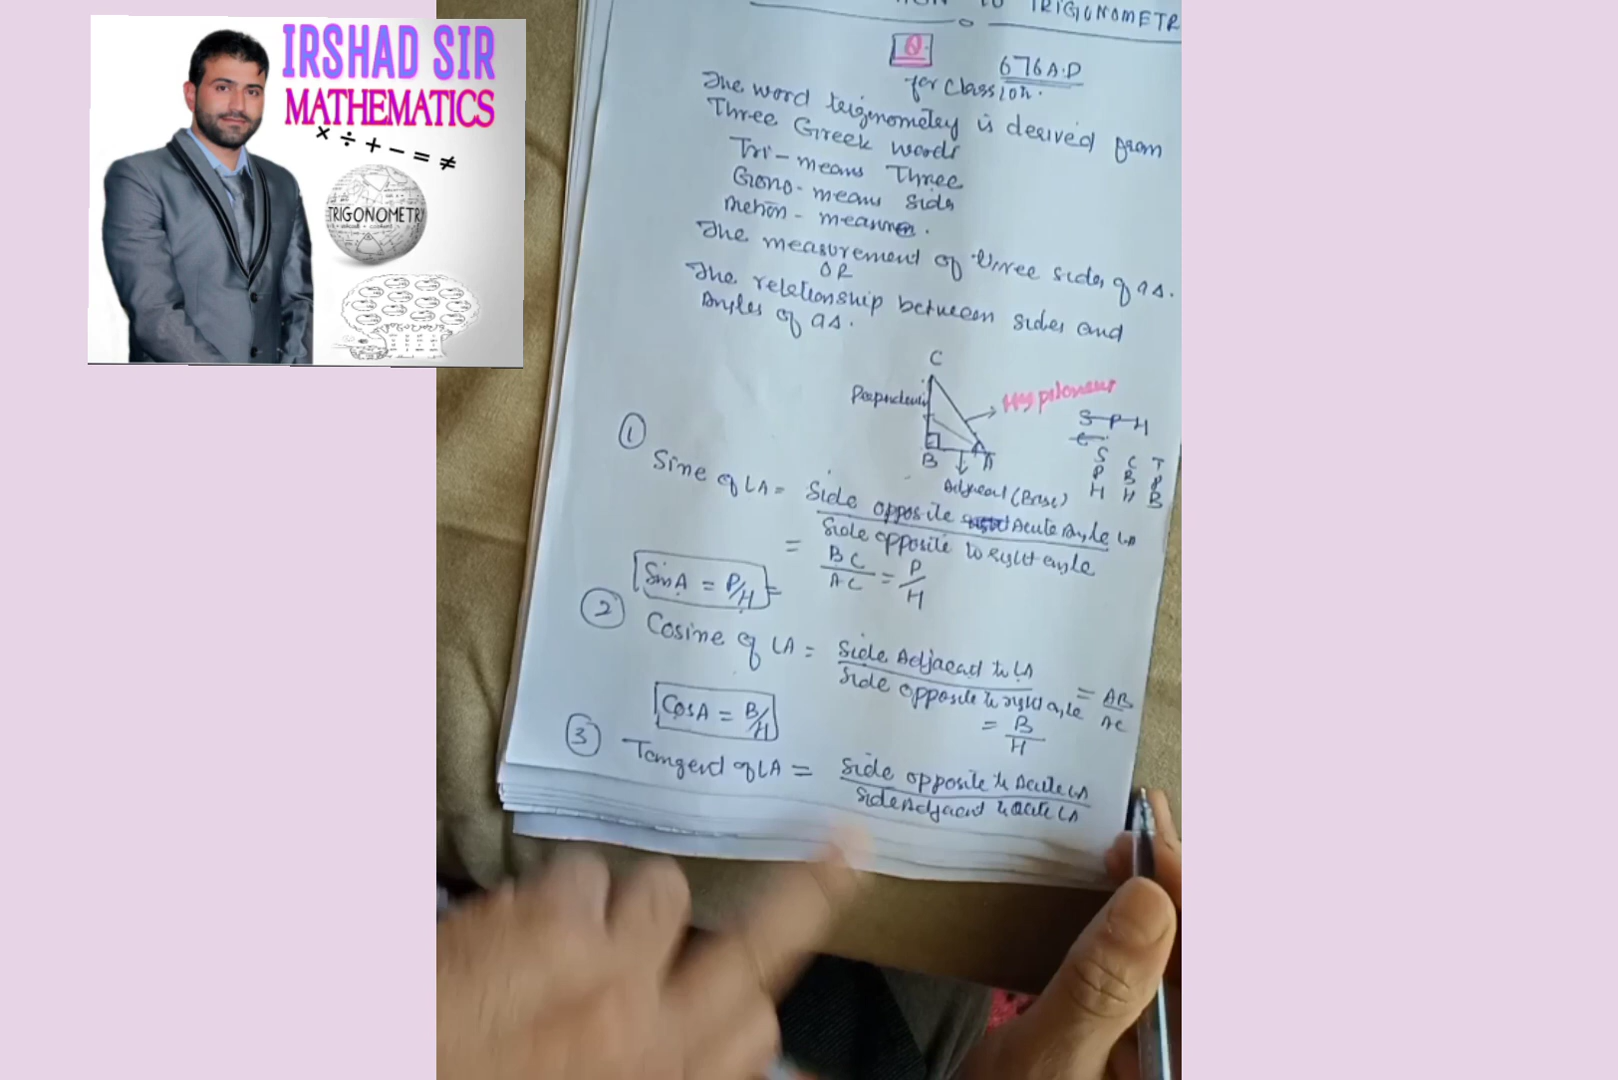 IRSHAD SIR
MATHEMATICS
× ÷ + − = ≠
TRIGONOMETRY
TO TRIGONOMETR
Q.
676 A.D
for Class 10th.
The word trigonometry is derived from
Three Greek words
Tri - means Three
Gono - means sides
Metron - measure.
The measurement of three sides of a Δ.
OR
The reletionship between sides and
Angles of a Δ.
C
Perpendicular
Hypotenuse
S-P-H
B
A
Adjacent (Base)
S C T
P B P
H H B
1
Sine of ∠A = Side opposite Acute Angle ∠A
Side opposite to right angle
= BC/AC = P/H
Sin A = P/H =
2
Cosine of ∠A = Side Adjacent to ∠A
Side opposite to right angle
= AB/AC
= B/H
Cos A = B/H
3
Tangent of ∠A = Side opposite to Acute ∠A
Side Adjacent to acute ∠A